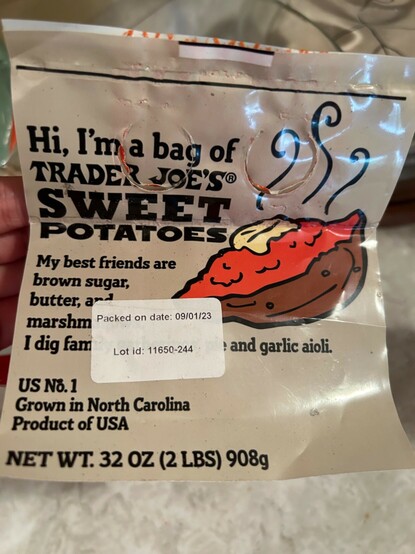 Hi, I'm a bag of
TRADER JOE'S®
SWEET
POTATOES
My best friends are
brown sugar,
butter, and
marshm
Packed on date: 09/01/23
I dig fam e and garlic aioli.
Lot id: 11650-244
US Nō. 1
Grown in North Carolina
Product of USA
NET WT. 32 OZ (2 LBS) 908g